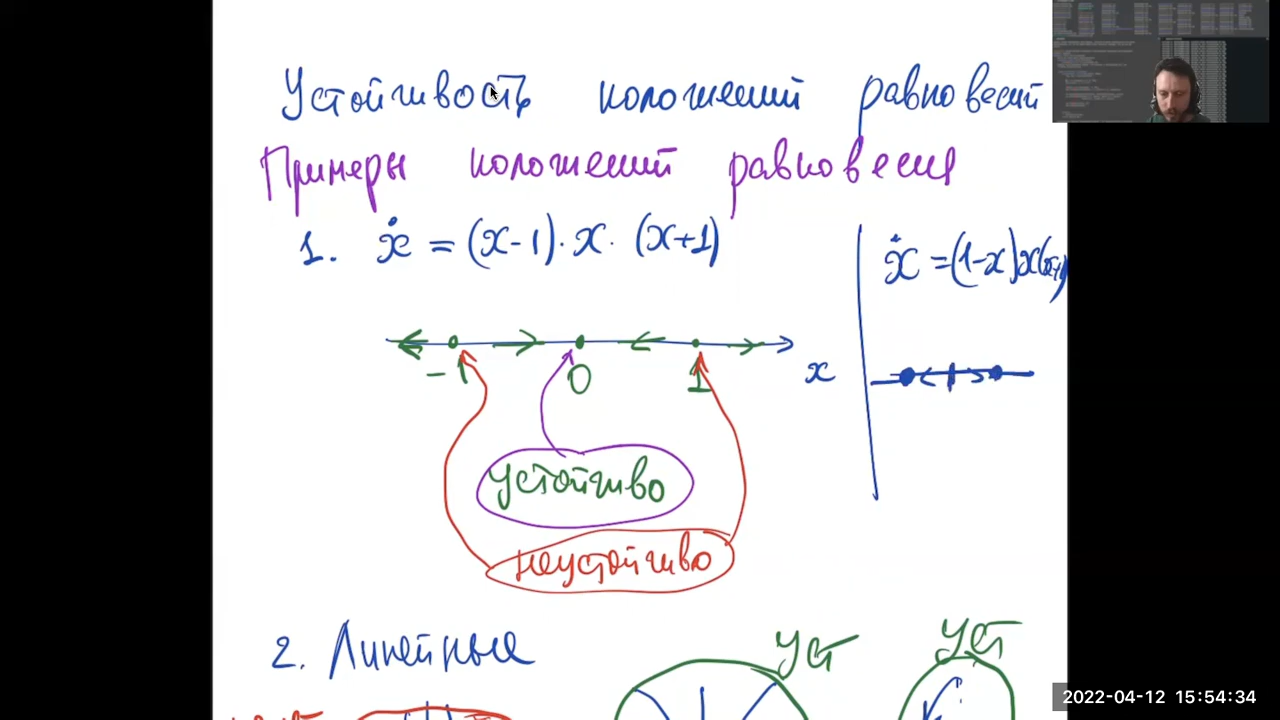 Устойчивость положений равновесий
Примеры положений равновесия
1. ẋ = (x-1)·x·(x+1)
ẋ = (1-x)x(x+1)
-1 0 1 x
устойчиво
неустойчиво
2. Линейные
уст
уст
2022-04-12 15:54:34